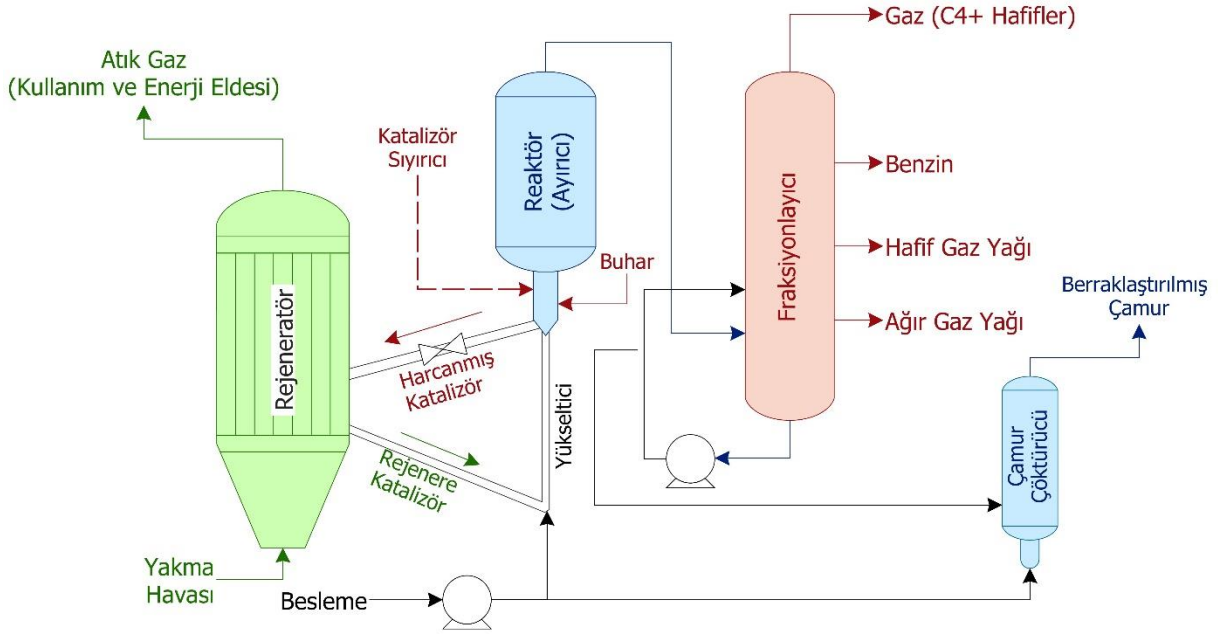 Gaz (C4+ Hafifler)
Atık Gaz
(Kullanım ve Enerji Eldesi)
Katalizör
Sıyırıcı
Reaktör
(Ayırıcı)
Buhar
Fraksiyonlayıcı
Benzin
Hafif Gaz Yağı
Ağır Gaz Yağı
Berraklaştırılmış
Çamur
Rejeneratör
Harcanmış
Katalizör
Rejenere
Katalizör
Yükseltici
Çamur
Çöktürücü
Yakma
Havası
Besleme